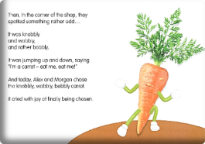 Then, in the corner of the shop, they
spotted something rather odd...
It was knobbly
and wobbly,
and rather bobbly.
It was jumping up and down, saying
"I'm a carrot – eat me, eat me!"
And today, Alex and Morgan chose
the knobbly, wobbly, bobbly carrot.
It cried with joy at finally being chosen.